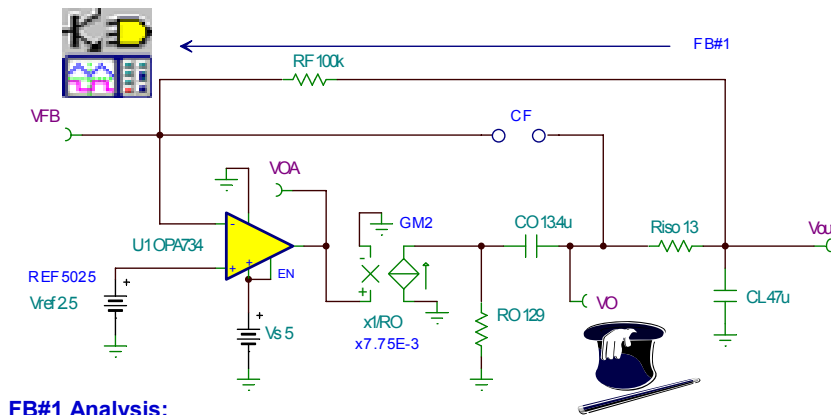 FB#1
RF 100k
VFB
CF
VOA
GM2
CO 13.4u
Riso 13
Vou
U1 OPA734
-
+
+
EN
-
+
REF5025
Vref 2.5
+
+
Vs 5
x1/RO
x7.75E-3
RO 129
VO
CL 47u
FB#1 Analysis: